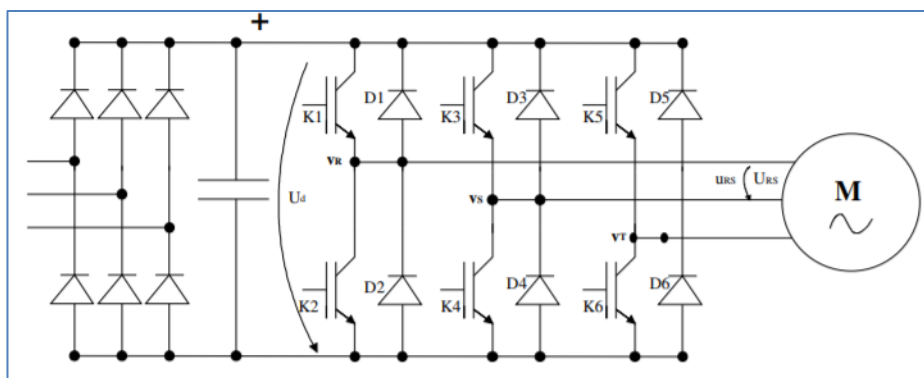 +
D1 D3 D5
K1 K3 K5
vR
uRS URS
M
Ud
vS
vT
D2 D4 D6
K2 K4 K6